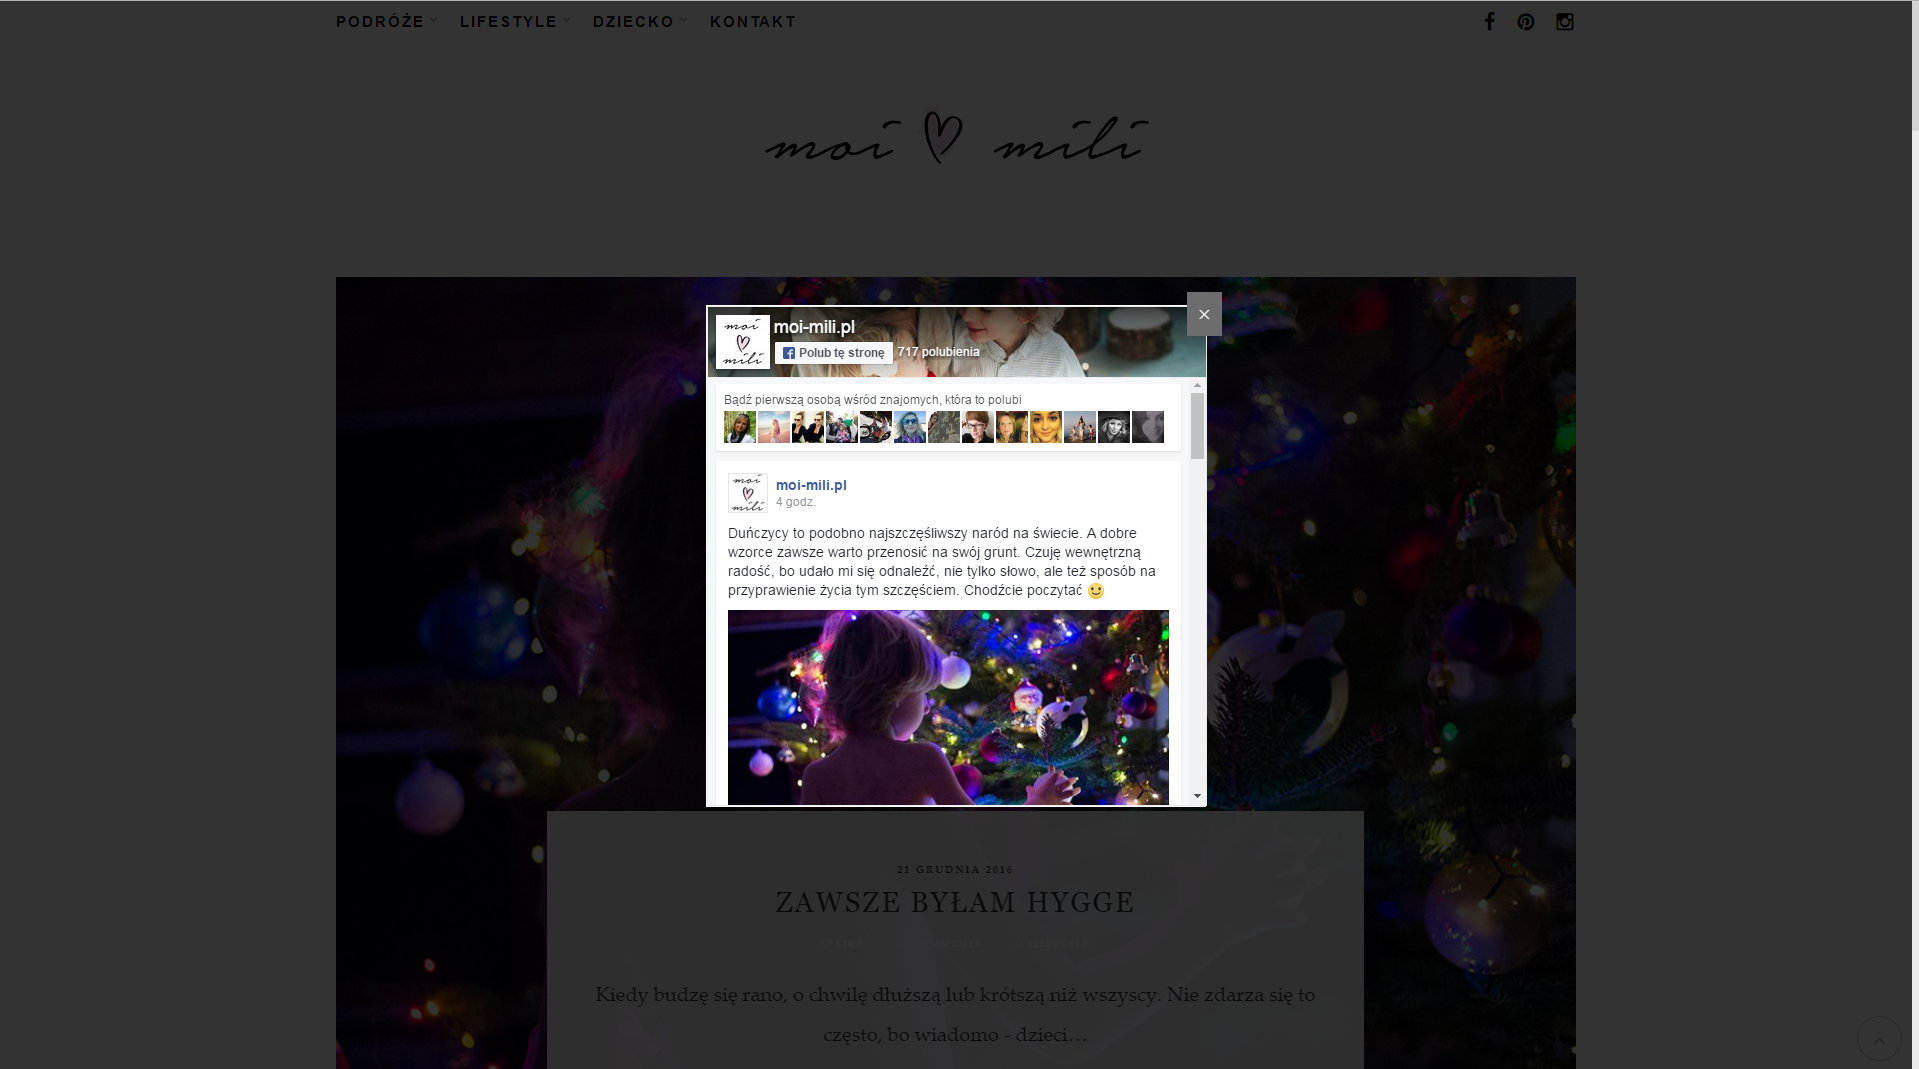 PODRÓŻE LIFESTYLE DZIECKO KONTAKT
moi mili
moi
mili
moi-mili.pl
Polub tę stronę 717 polubienia
Bądź pierwszą osobą wśród znajomych, która to polubi
moi
mili
moi-mili.pl
4 godz.
Duńczycy to podobno najszczęśliwszy naród na świecie. A dobre
wzorce zawsze warto przenosić na swój grunt. Czuję wewnętrzną
radość, bo udało mi się odnaleźć, nie tylko słowo, ale też sposób na
przyprawienie życia tym szczęściem. Chodźcie poczytać
21 GRUDNIA 2016
ZAWSZE BYŁAM HYGGE
Kiedy budzę się rano, o chwilę dłuższą lub krótszą niż wszyscy. Nie zdarza się to
często, bo wiadomo - dzieci…